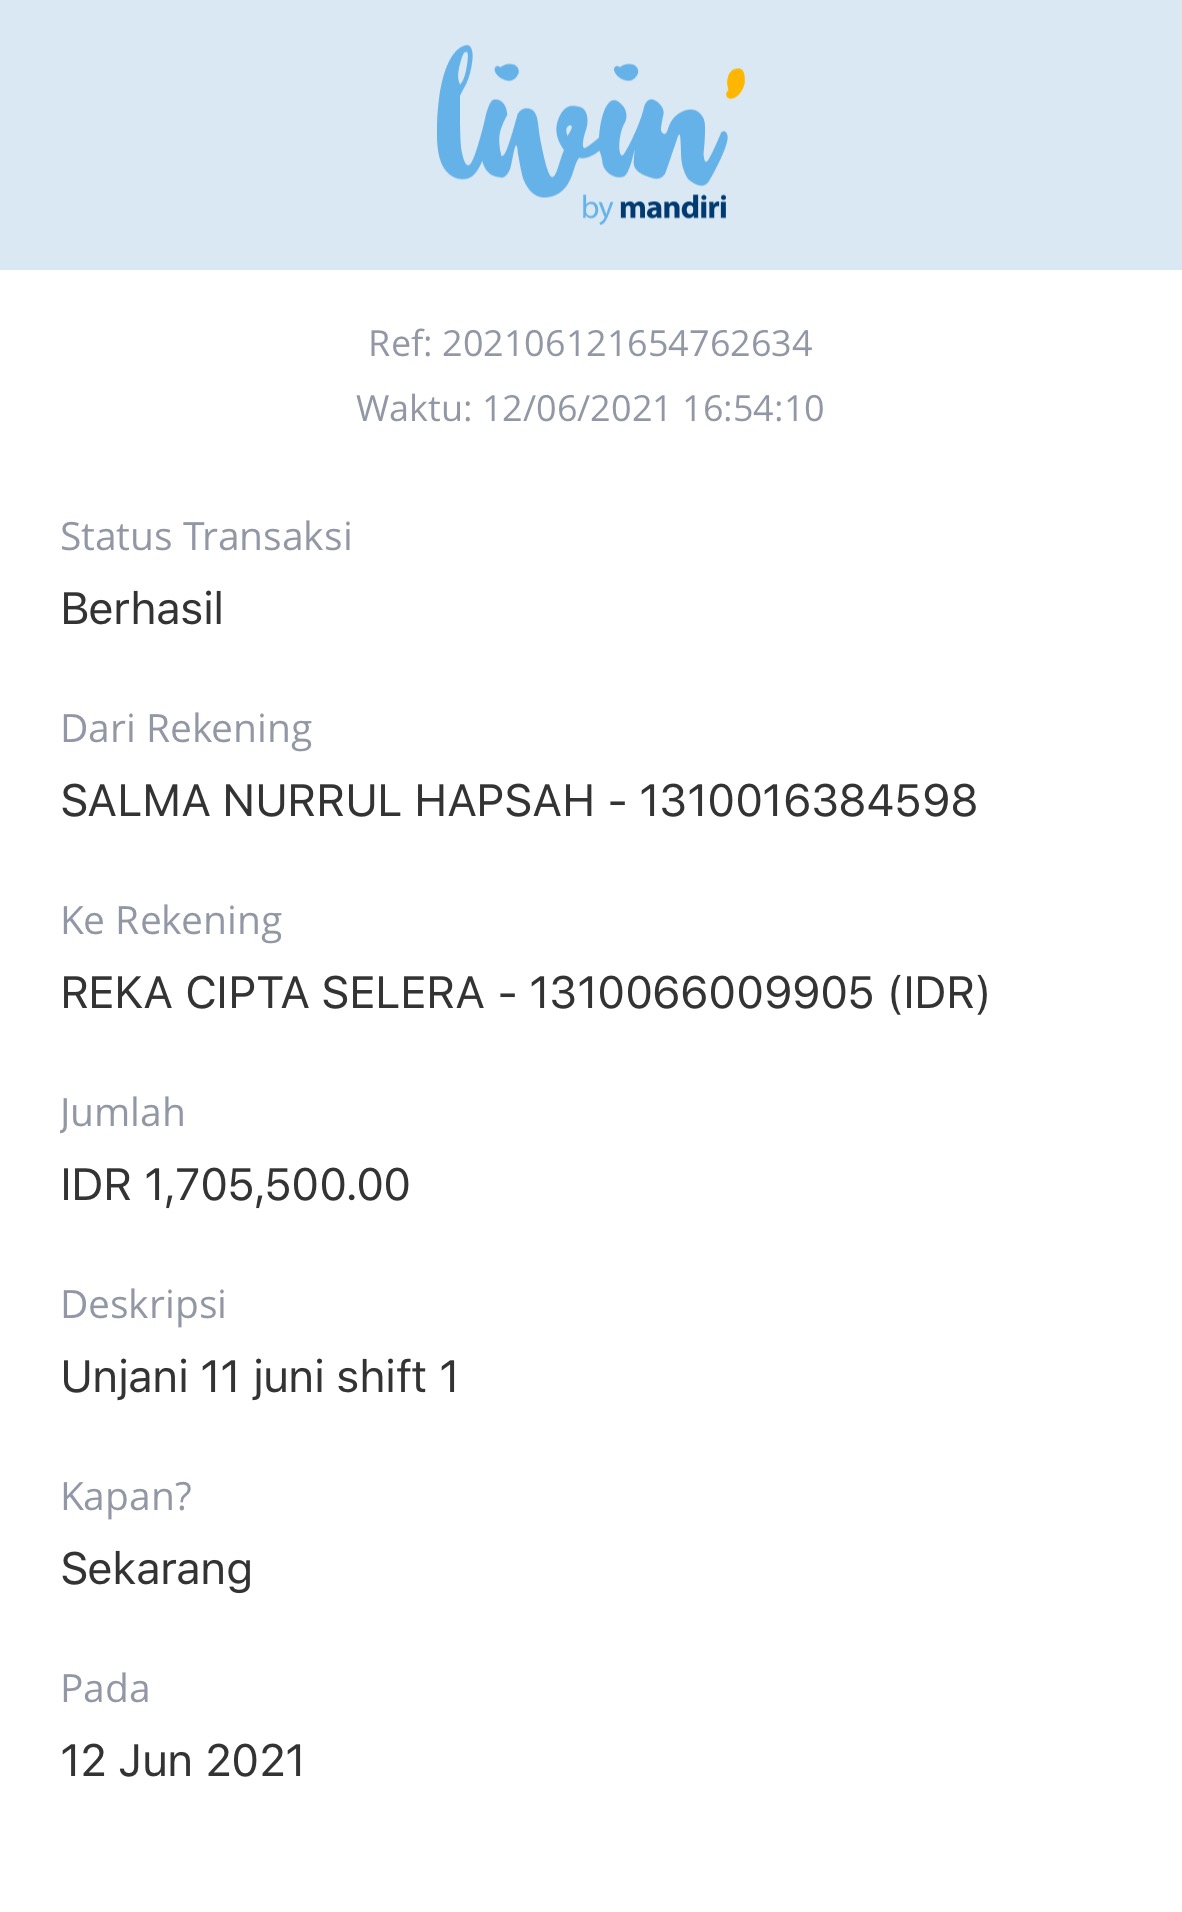 livin'
by mandiri
Ref: 202106121654762634
Waktu: 12/06/2021 16:54:10
Status Transaksi
Berhasil
Dari Rekening
SALMA NURRUL HAPSAH - 1310016384598
Ke Rekening
REKA CIPTA SELERA - 1310066009905 (IDR)
Jumlah
IDR 1,705,500.00
Deskripsi
Unjani 11 juni shift 1
Kapan?
Sekarang
Pada
12 Jun 2021